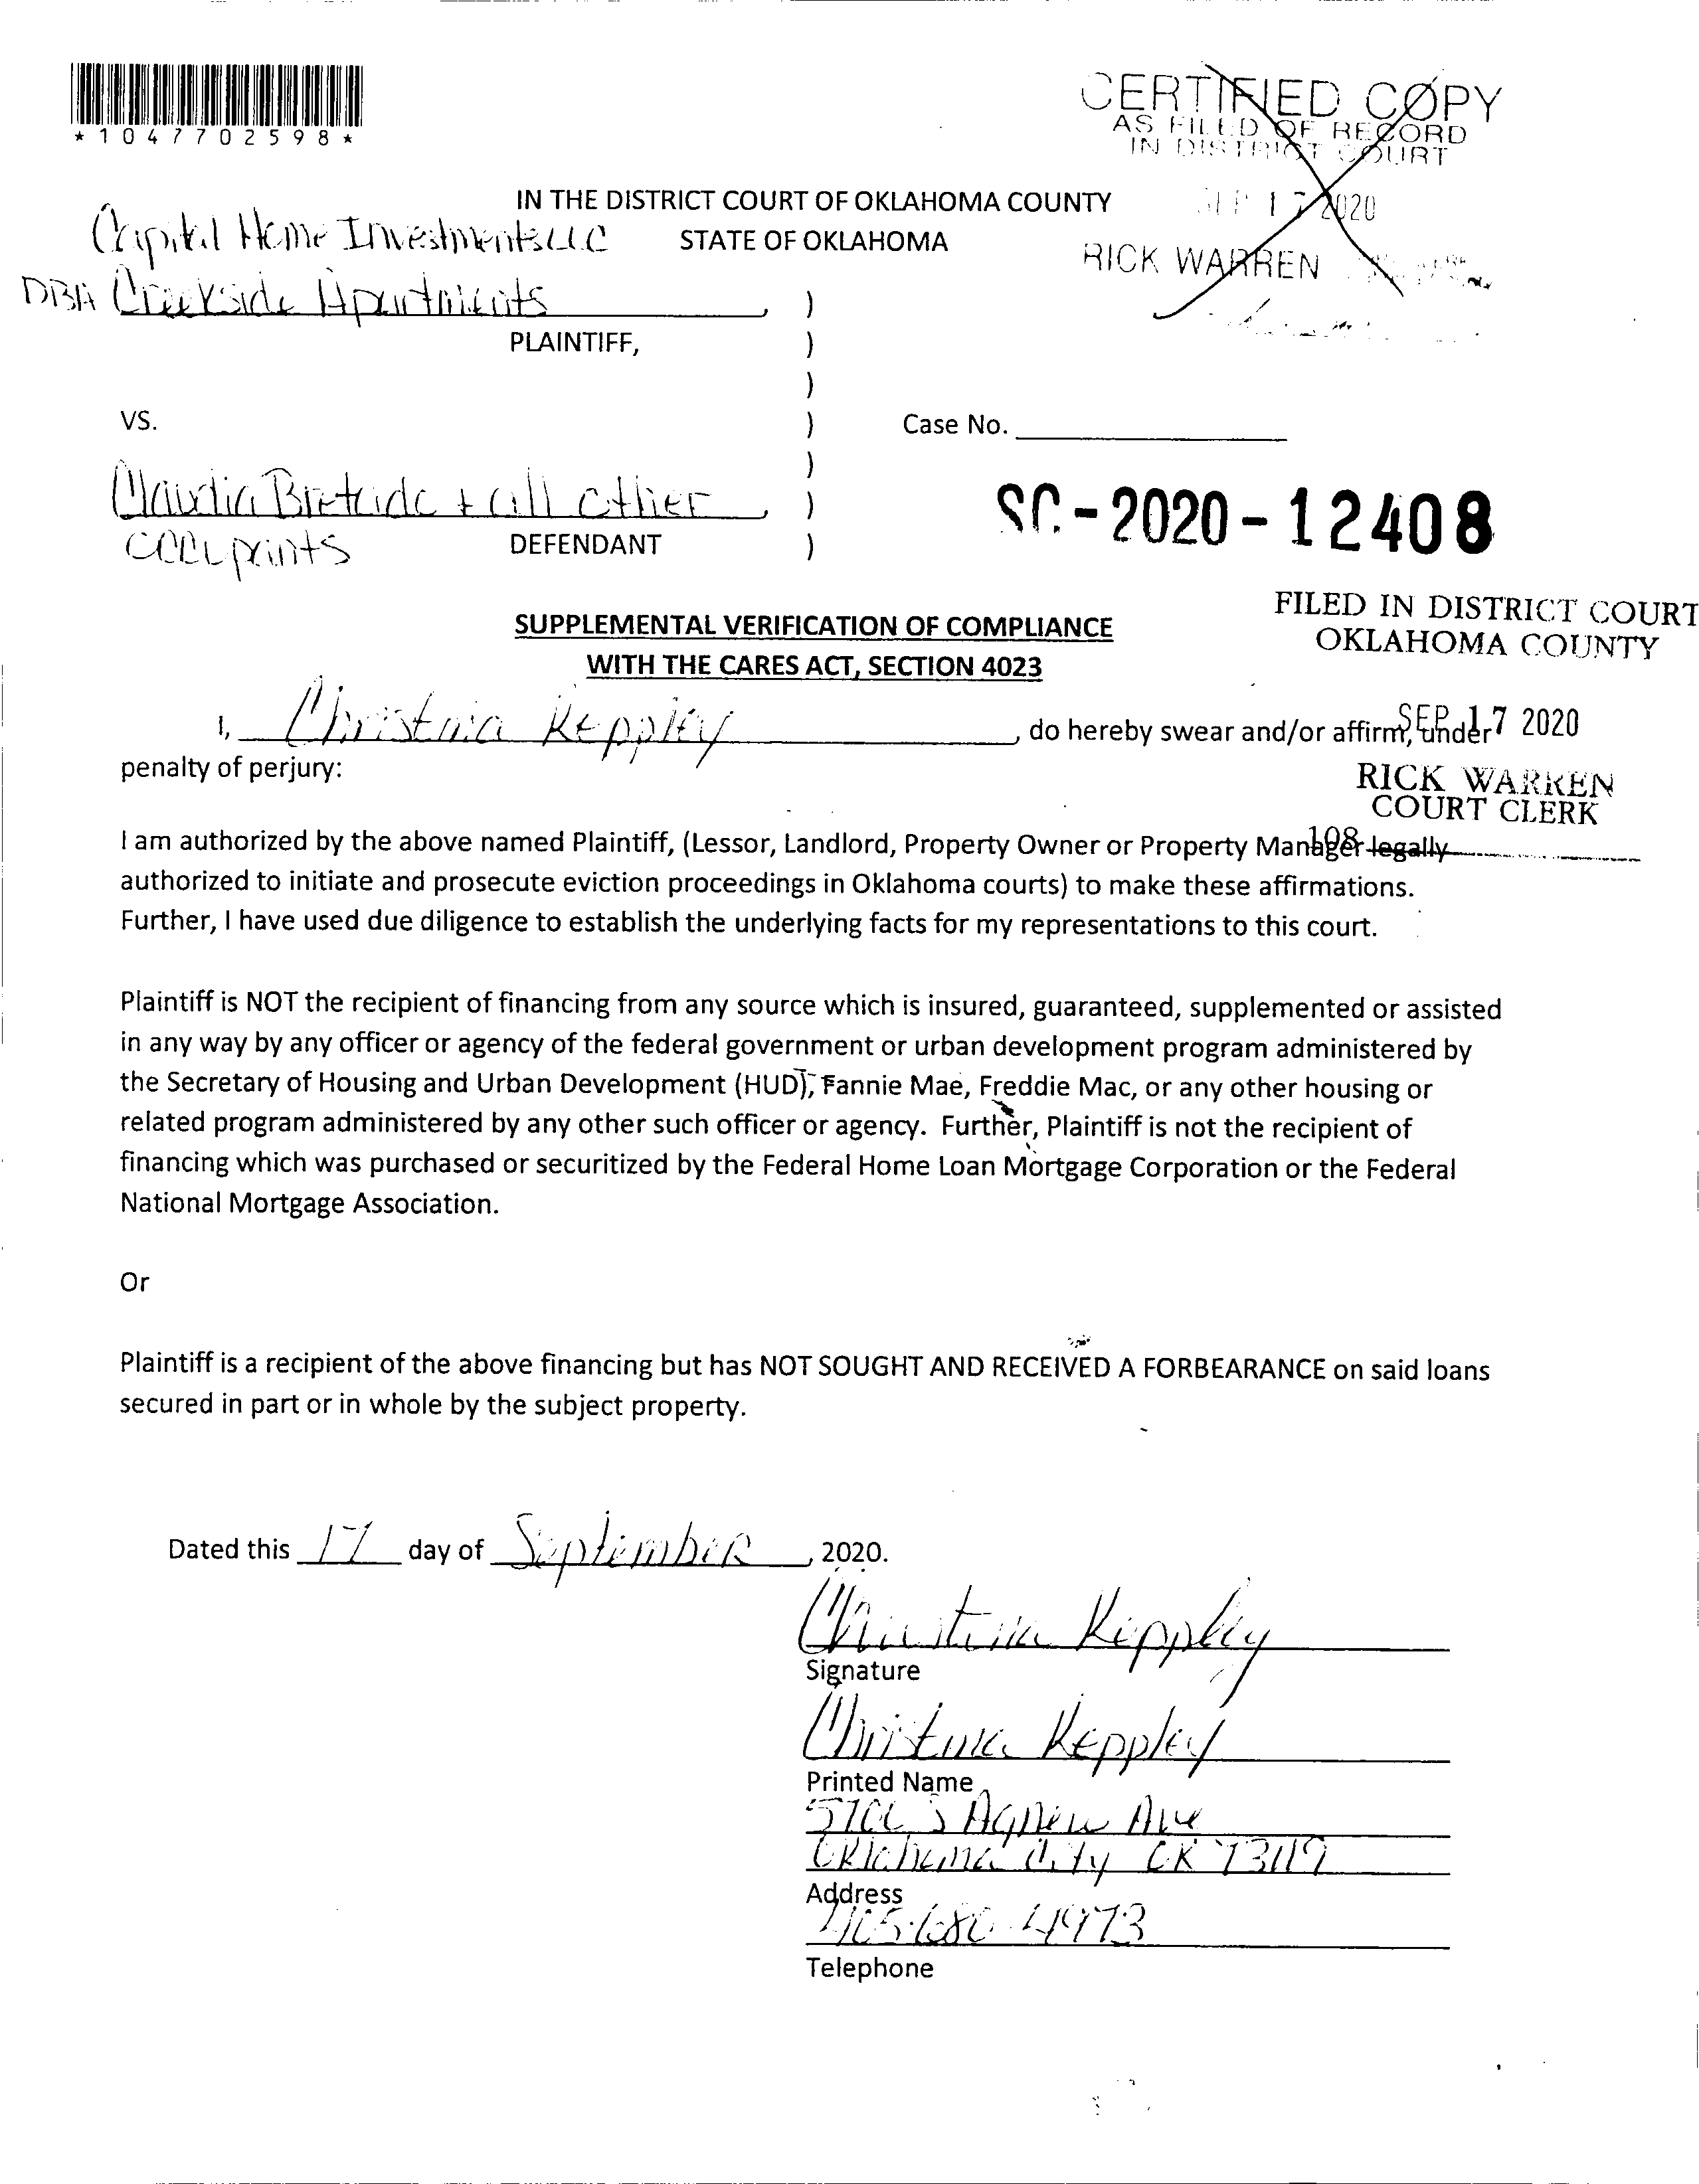 *1047702598*
CERTIFIED COPY
AS FILED OF RECORD
IN DISTRICT COURT
SEP 17 2020
RICK WARREN
IN THE DISTRICT COURT OF OKLAHOMA COUNTY
STATE OF OKLAHOMA
Capital Home Investments LLC
DBA Creekside Apartments
PLAINTIFF,
VS.
Case No.
SC-2020-12408
Claudia & all other
occupants
DEFENDANT
SUPPLEMENTAL VERIFICATION OF COMPLIANCE
WITH THE CARES ACT, SECTION 4023
FILED IN DISTRICT COURT
OKLAHOMA COUNTY
SEP 17 2020
RICK WARREN
COURT CLERK
108
I, Christina Keppley, do hereby swear and/or affirm, under
penalty of perjury:
I am authorized by the above named Plaintiff, (Lessor, Landlord, Property Owner or Property Manager legally
authorized to initiate and prosecute eviction proceedings in Oklahoma courts) to make these affirmations.
Further, I have used due diligence to establish the underlying facts for my representations to this court.
Plaintiff is NOT the recipient of financing from any source which is insured, guaranteed, supplemented or assisted
in any way by any officer or agency of the federal government or urban development program administered by
the Secretary of Housing and Urban Development (HUD), Fannie Mae, Freddie Mac, or any other housing or
related program administered by any other such officer or agency. Further, Plaintiff is not the recipient of
financing which was purchased or securitized by the Federal Home Loan Mortgage Corporation or the Federal
National Mortgage Association.
Or
Plaintiff is a recipient of the above financing but has NOT SOUGHT AND RECEIVED A FORBEARANCE on said loans
secured in part or in whole by the subject property.
Dated this 17 day of September, 2020.
Christina Keppley
Signature
Christina Keppley
Printed Name
S Agnew Ave
Oklahoma City OK 73119
Address
405·680·4973
Telephone